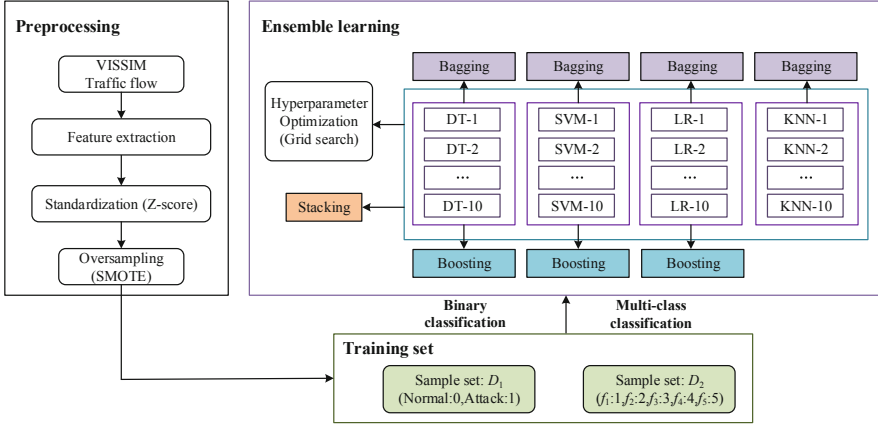 Preprocessing
VISSIM
Traffic flow
Feature extraction
Standardization (Z-score)
Oversampling
(SMOTE)
Ensemble learning
Bagging
Bagging
Bagging
Bagging
Hyperparameter
Optimization
(Grid search)
Stacking
DT-1
DT-2
...
DT-10
SVM-1
SVM-2
...
SVM-10
LR-1
LR-2
...
LR-10
KNN-1
KNN-2
...
KNN-10
Boosting
Boosting
Boosting
Binary
classification
Multi-class
classification
Training set
Sample set: D₁
(Normal:0,Attack:1)
Sample set: D₂
(f₁:1,f₂:2,f₃:3,f₄:4,f₅:5)